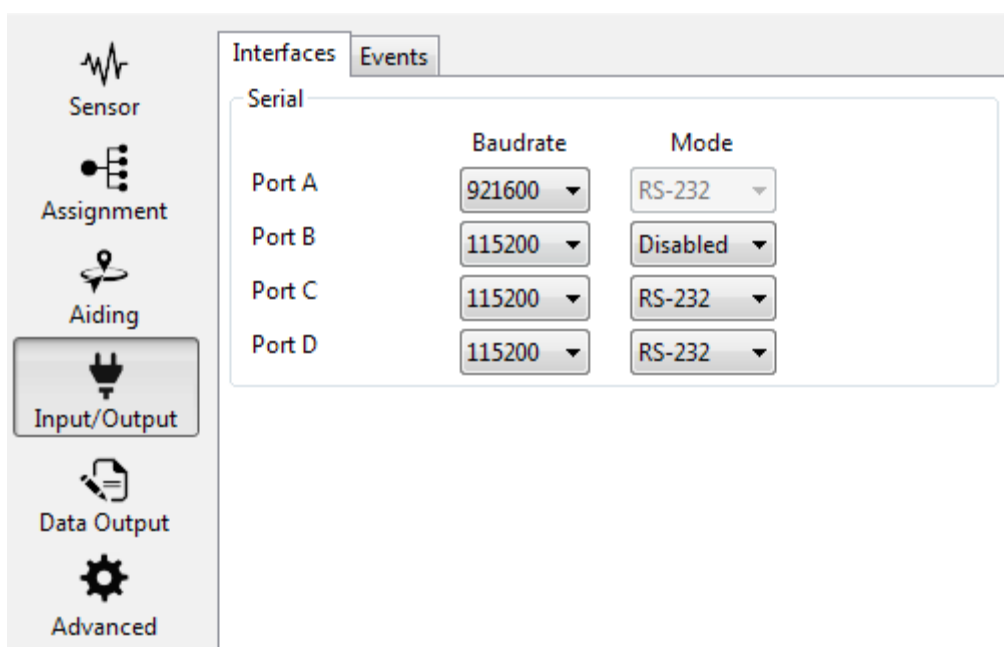 Sensor
Assignment
Aiding
Input/Output
Data Output
Advanced
Interfaces Events
Serial
Baudrate Mode
Port A 921600 RS-232
Port B 115200 Disabled
Port C 115200 RS-232
Port D 115200 RS-232